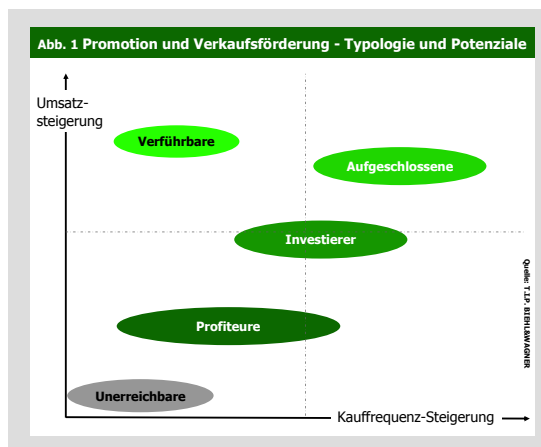 Abb. 1 Promotion und Verkaufsförderung - Typologie und Potenziale
Umsatz-
steigerung
Verführbare
Aufgeschlossene
Investierer
Quelle: T.I.P. BIEHL&WAGNER
Profiteure
Unerreichbare
Kauffrequenz-Steigerung